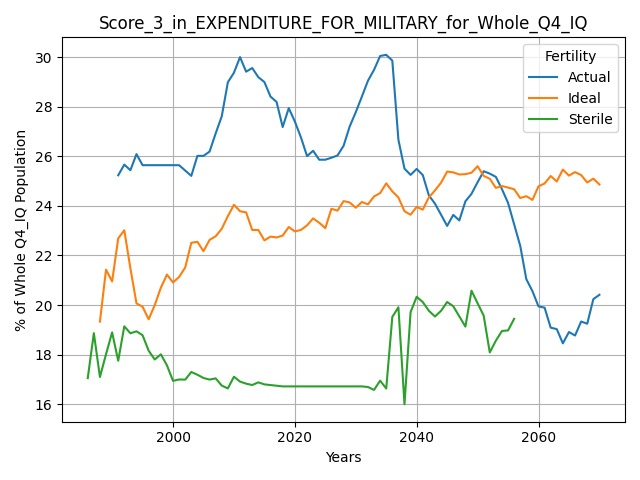 Score_3_in_EXPENDITURE_FOR_MILITARY_for_Whole_Q4_IQ
% of Whole Q4_IQ Population
30
28
26
24
22
20
18
16
Fertility
Actual
Ideal
Sterile
2000
2020
2040
2060
Years